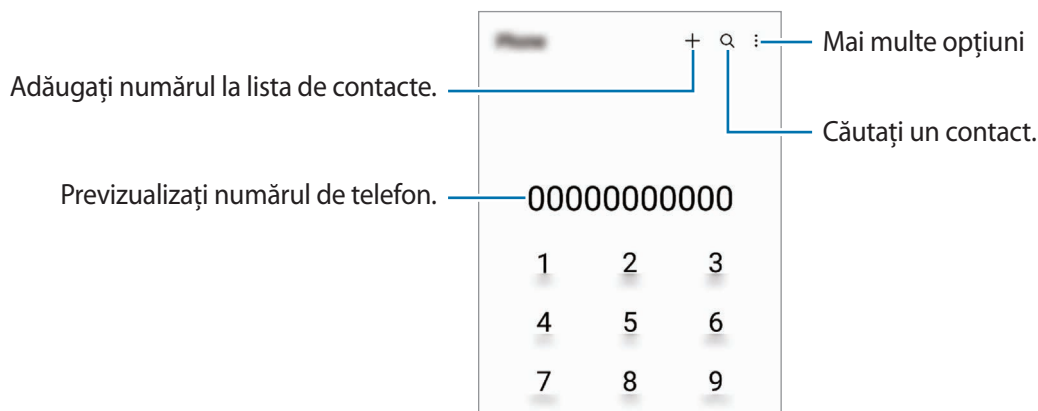 Mai multe opțiuni
Adăugați numărul la lista de contacte.
Căutați un contact.
Previzualizați numărul de telefon.
00000000000
1 2 3
4 5 6
7 8 9